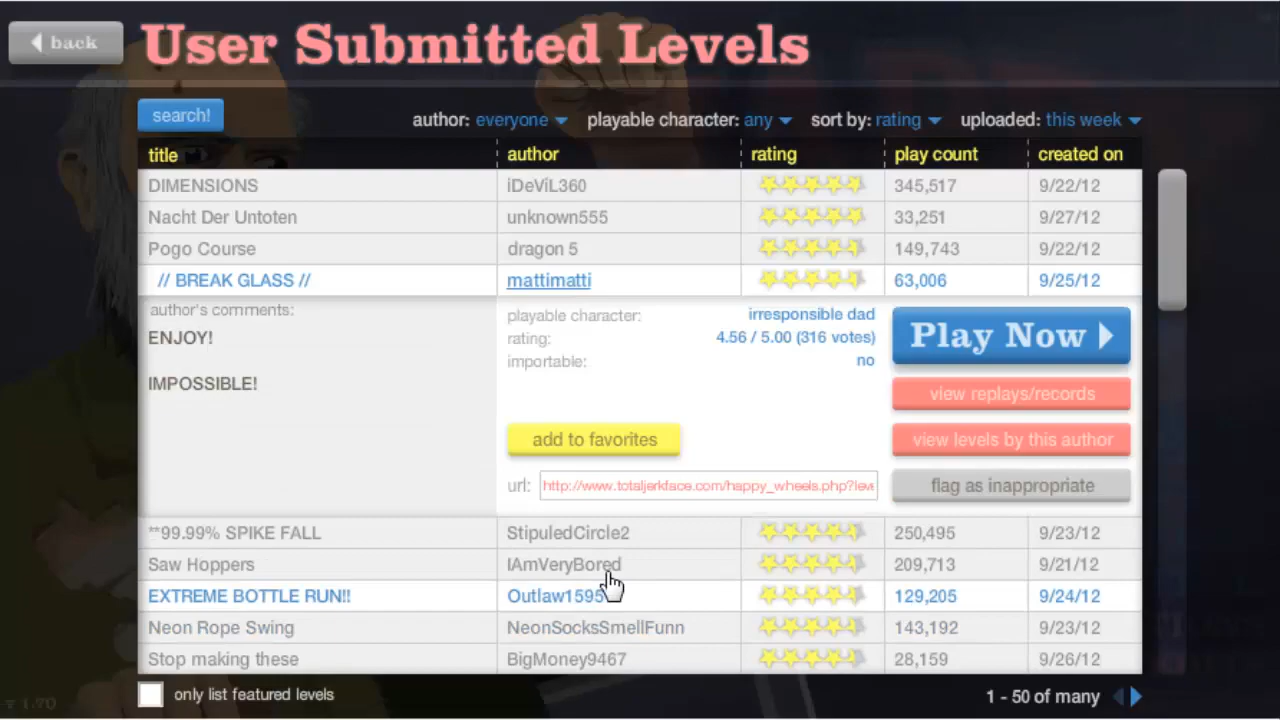 back
User Submitted Levels
search!
author: everyone playable character: any sort by: rating uploaded: this week
title author rating play count created on
DIMENSIONS iDeViL360 345,517 9/22/12
Nacht Der Untoten unknown555 33,251 9/27/12
Pogo Course dragon 5 149,743 9/22/12
// BREAK GLASS // mattimatti 63,006 9/25/12
author's comments:
ENJOY!
IMPOSSIBLE!
playable character: irresponsible dad
rating: 4.56 / 5.00 (316 votes)
importable: no
add to favorites
url: http://www.totaljerkface.com/happy_wheels.php?leve
Play Now
view replays/records
view levels by this author
flag as inappropriate
**99.99% SPIKE FALL StipuledCircle2 250,495 9/23/12
Saw Hoppers IAmVeryBored 209,713 9/21/12
EXTREME BOTTLE RUN!! Outlaw1595 129,205 9/24/12
Neon Rope Swing NeonSocksSmellFunn 143,192 9/23/12
Stop making these BigMoney9467 28,159 9/26/12
only list featured levels
1 - 50 of many
v 1.70